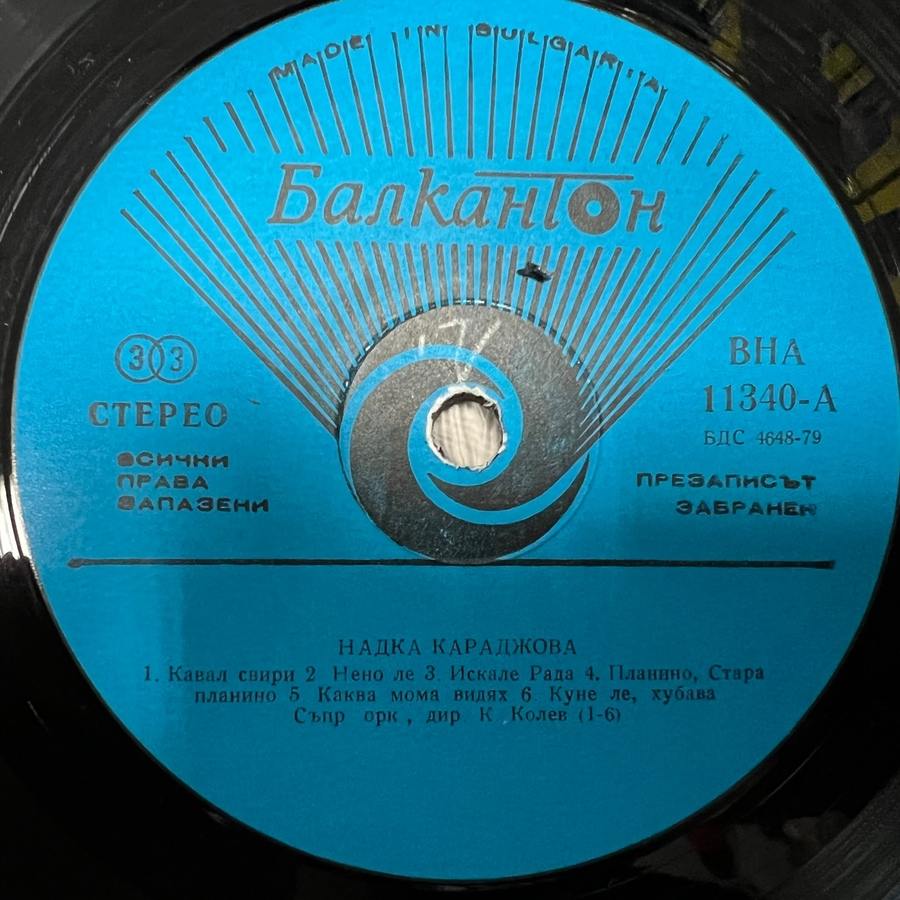 MADE IN BULGARIA
Балкантон
33
СТЕРЕО
ВСИЧКИ
ПРАВА
ЗАПАЗЕНИ
ВНА
11340-А
БДС 4648-79
ПРЕЗАПИСЪТ
ЗАБРАНЕН
НАДКА КАРАДЖОВА
1. Кавал свири 2 Нено ле 3. Искале Рада 4. Планино, Стара
планино 5 Каква мома видях 6 Куне ле, хубава
Съпр орк, дир К Колев (1-6)